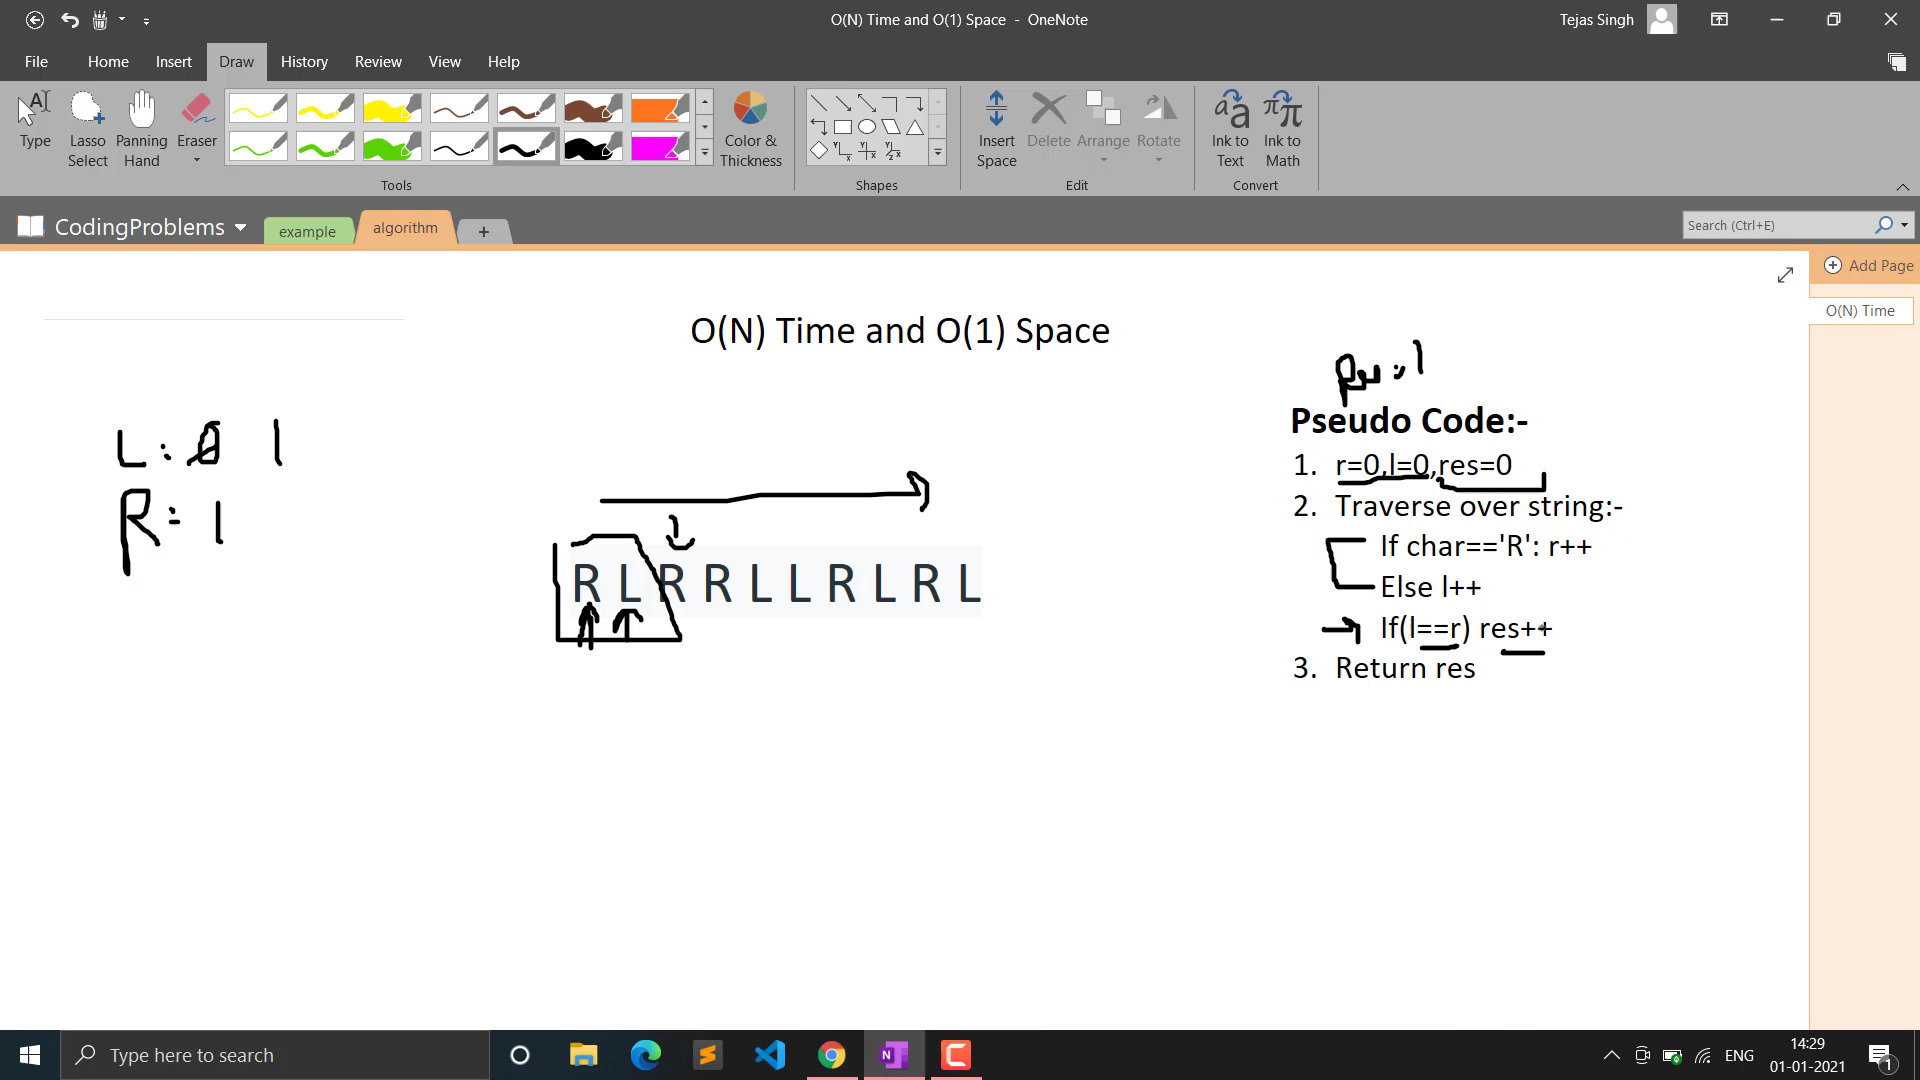 O(N) Time and O(1) Space - OneNote
Tejas Singh
File Home Insert Draw History Review View Help
Type
Lasso Select
Panning Hand
Eraser
Color & Thickness
Insert Space
Delete
Arrange
Rotate
Ink to Text
Ink to Math
Tools
Shapes
Edit
Convert
CodingProblems
example
algorithm
Search (Ctrl+E)
Add Page
O(N) Time
O(N) Time and O(1) Space
L : 0 1
R = 1
R L R R L L R L R L
Pseudo Code:-
1. r=0,l=0,res=0
2. Traverse over string:-
If char=='R': r++
Else l++
If(l==r) res++
3. Return res
Type here to search
ENG
14:29
01-01-2021
1